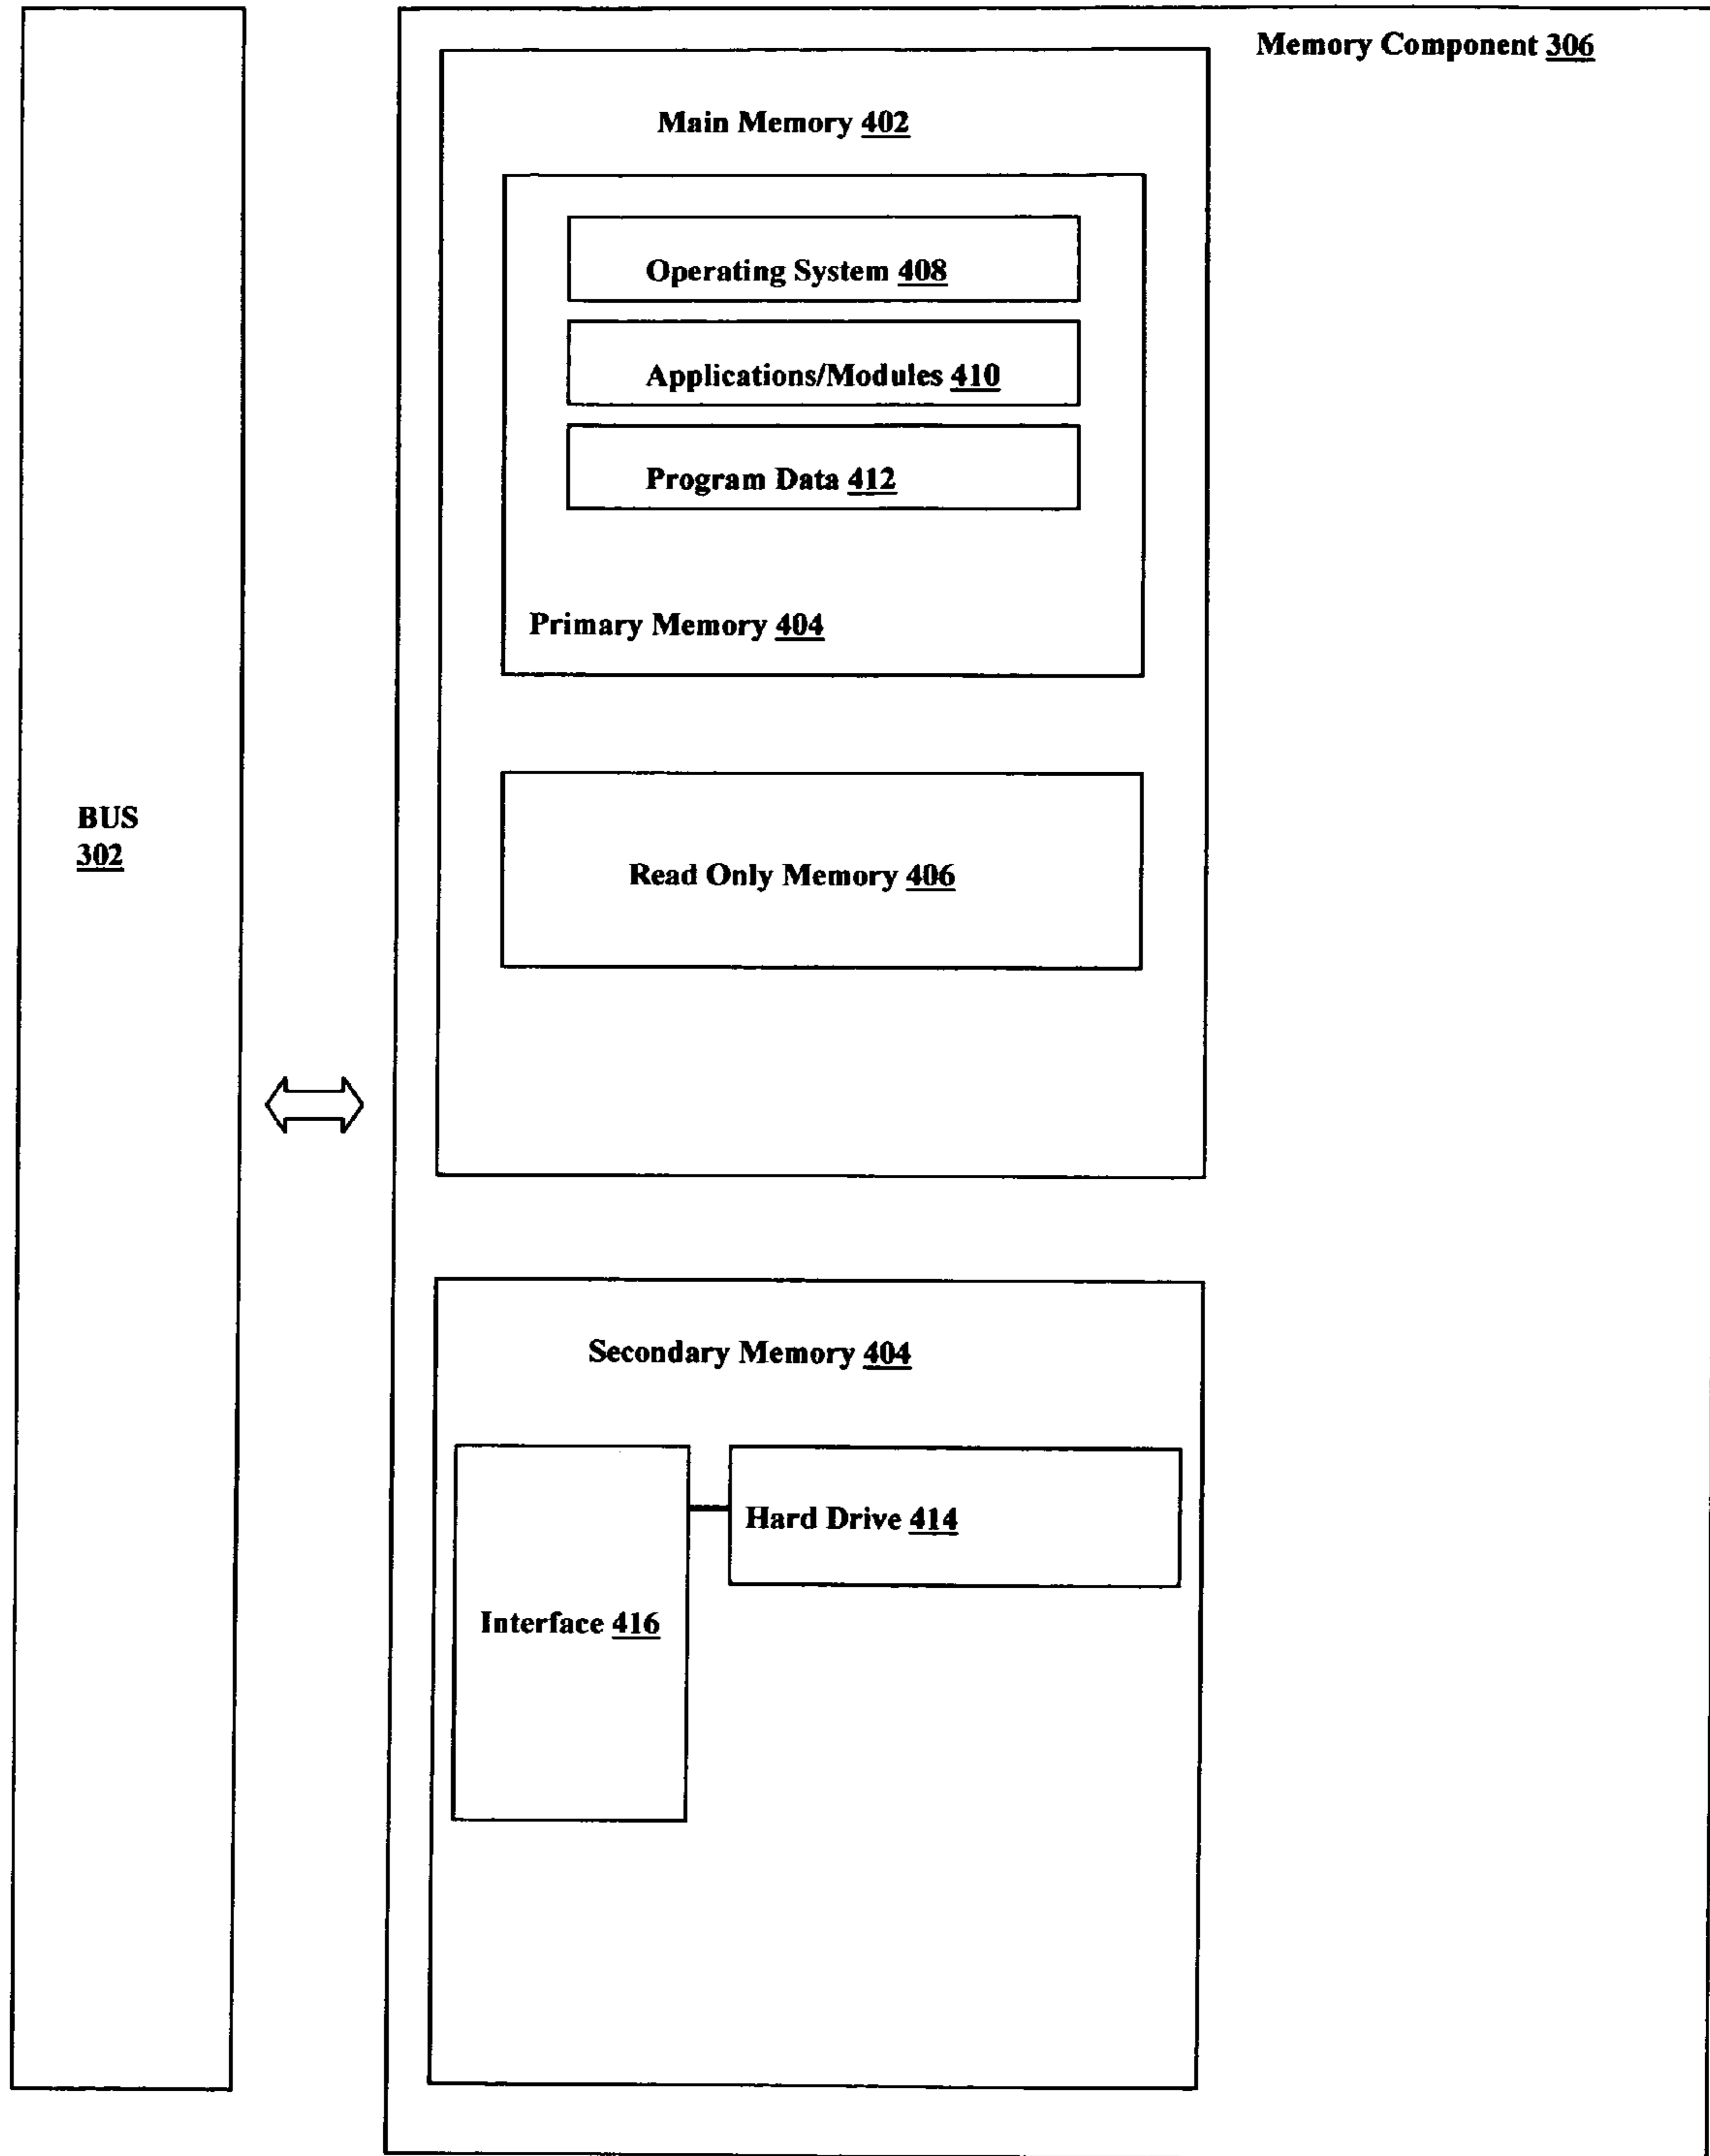 Memory Component 306
Main Memory 402
Operating System 408
Applications/Modules 410
Program Data 412
Primary Memory 404
BUS
302
Read Only Memory 406
Secondary Memory 404
Hard Drive 414
Interface 416